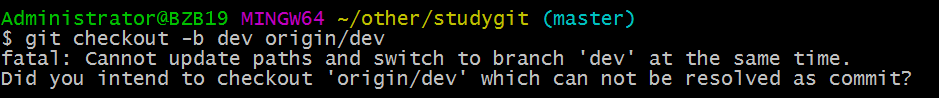 Administrator@BZB19 MINGW64 ~/other/studygit (master)
$ git checkout -b dev origin/dev
fatal: Cannot update paths and switch to branch 'dev' at the same time.
Did you intend to checkout 'origin/dev' which can not be resolved as commit?